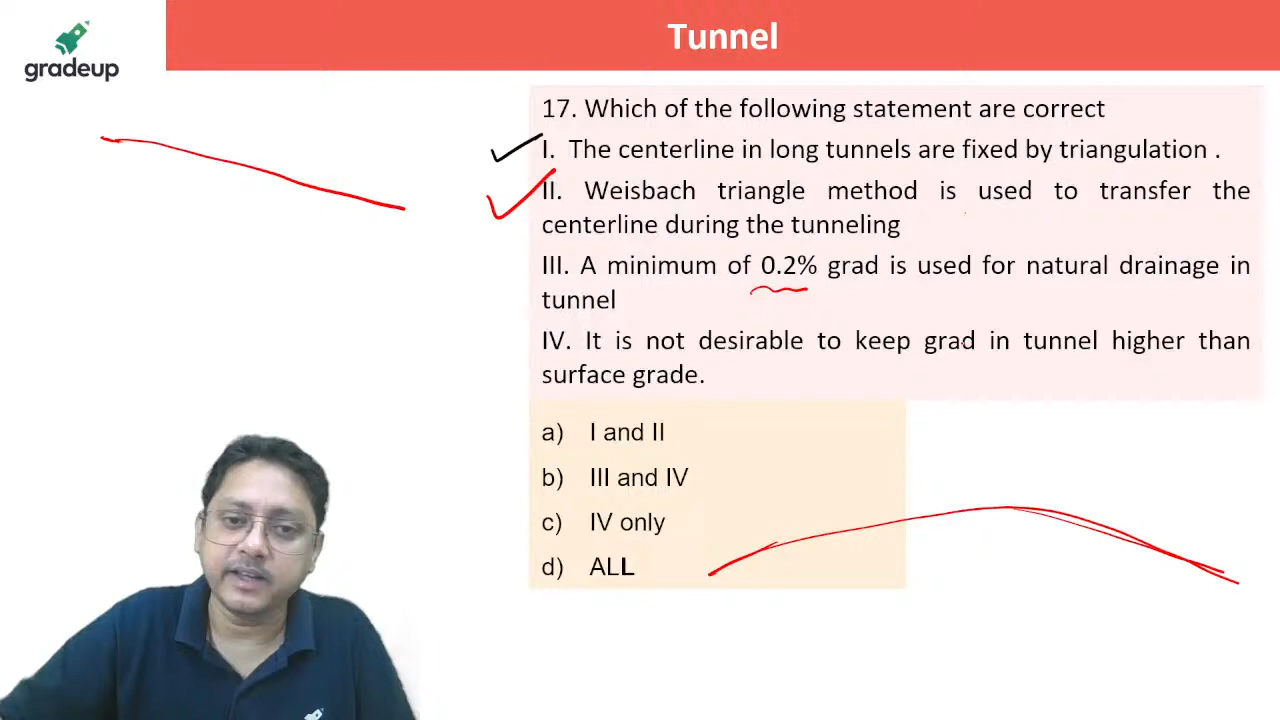 gradeup
Tunnel
17. Which of the following statement are correct
I. The centerline in long tunnels are fixed by triangulation .
II. Weisbach triangle method is used to transfer the
centerline during the tunneling
III. A minimum of 0.2% grad is used for natural drainage in
tunnel
IV. It is not desirable to keep grad in tunnel higher than
surface grade.
a) I and II
b) III and IV
c) IV only
d) ALL